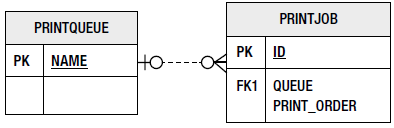 PRINTQUEUE
PK NAME
PRINTJOB
PK ID
FK1 QUEUE
PRINT_ORDER